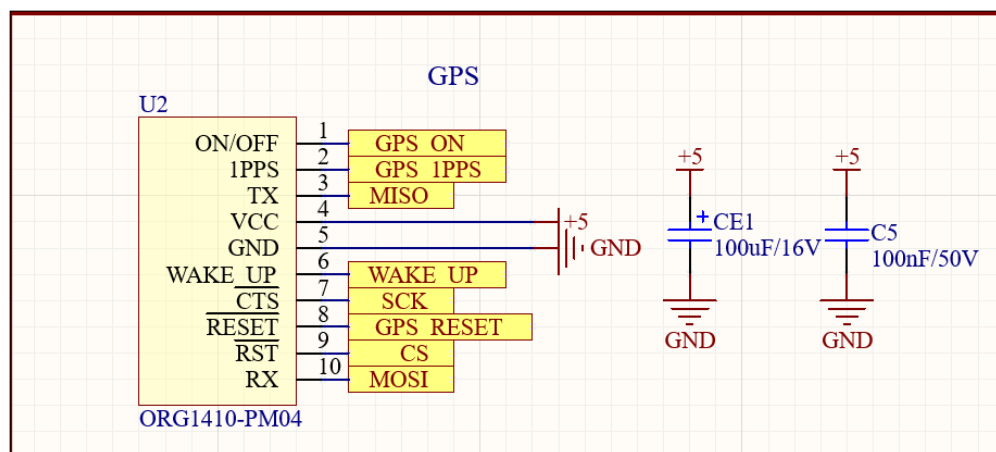 GPS
U2
ON/OFF 1 GPS_ON
1PPS 2 GPS_1PPS
TX 3 MISO
VCC 4 +5
GND 5 GND
WAKE_UP 6 WAKE_UP
CTS 7 SCK
RESET 8 GPS_RESET
RST 9 CS
RX 10 MOSI
ORG1410-PM04
+5
CE1
100uF/16V
GND
+5
C5
100nF/50V
GND